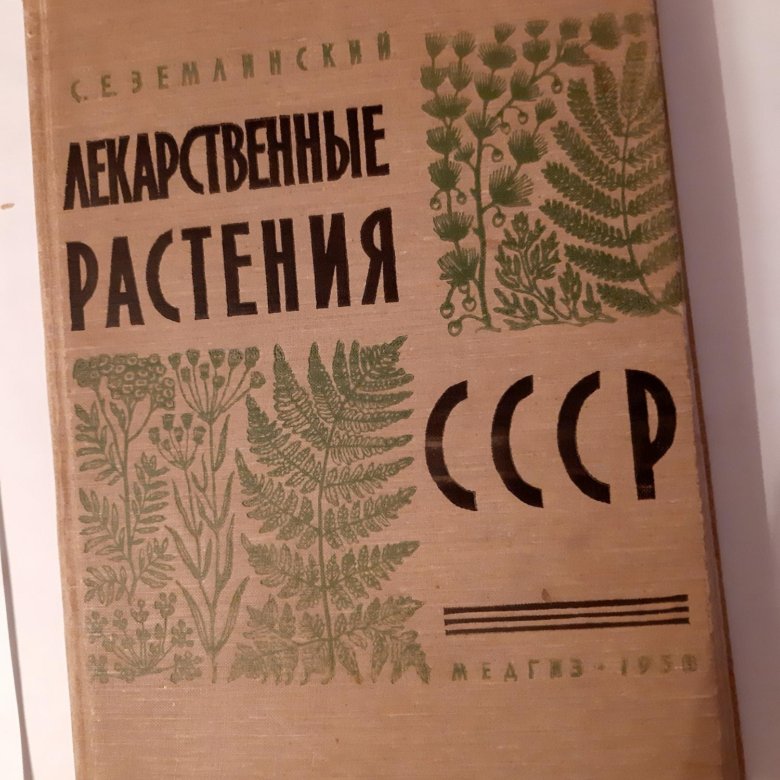 С.Е.ЗЕМЛИНСКИЙ
ЛЕКАРСТВЕННЫЕ
РАСТЕНИЯ
СССР
МЕДГИЗ - 1958